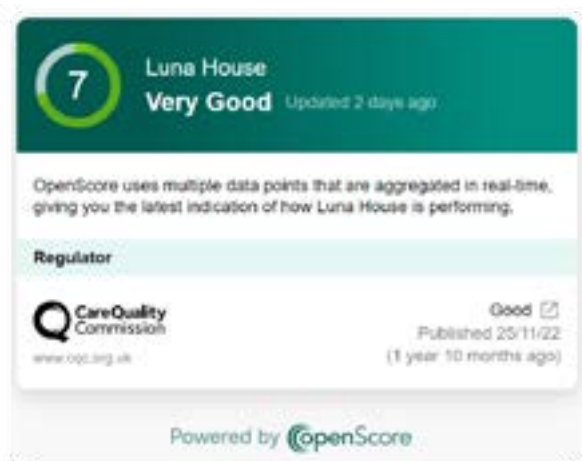 7
Luna House
Very Good Updated 2 days ago
OpenScore uses multiple data points that are aggregated in real-time,
giving you the latest indication of how Luna House is performing.
Regulator
CareQuality
Commission
www.cqc.org.uk
Good
Published 25/11/22
(1 year 10 months ago)
Powered by openScore